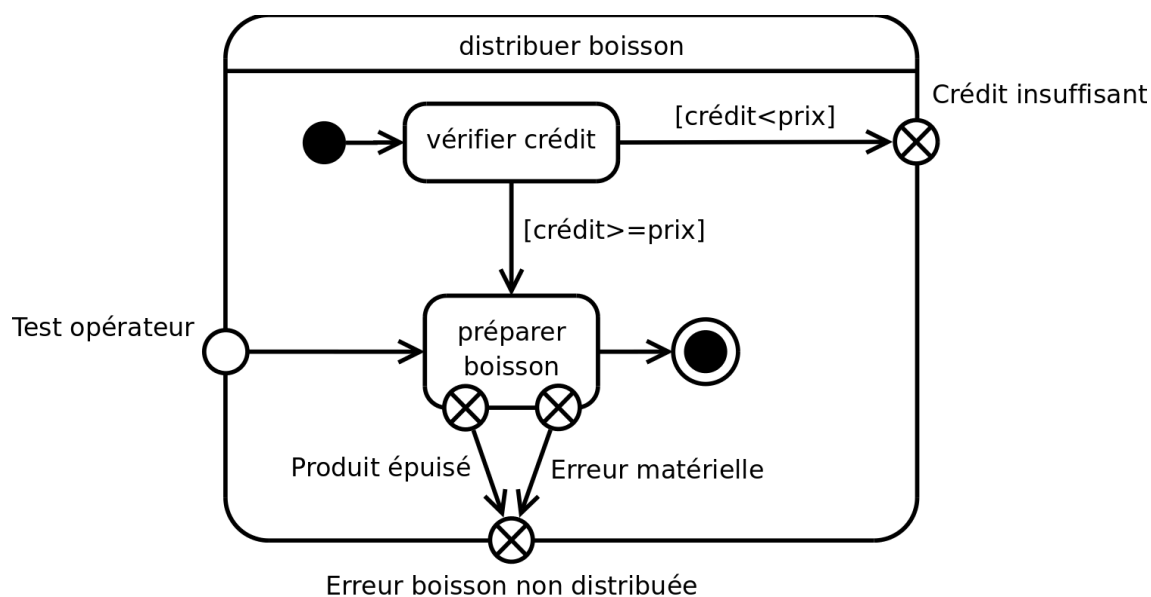 distribuer boisson
Crédit insuffisant
[crédit<prix]
vérifier crédit
[crédit>=prix]
Test opérateur
préparer
boisson
Produit épuisé
Erreur matérielle
Erreur boisson non distribuée